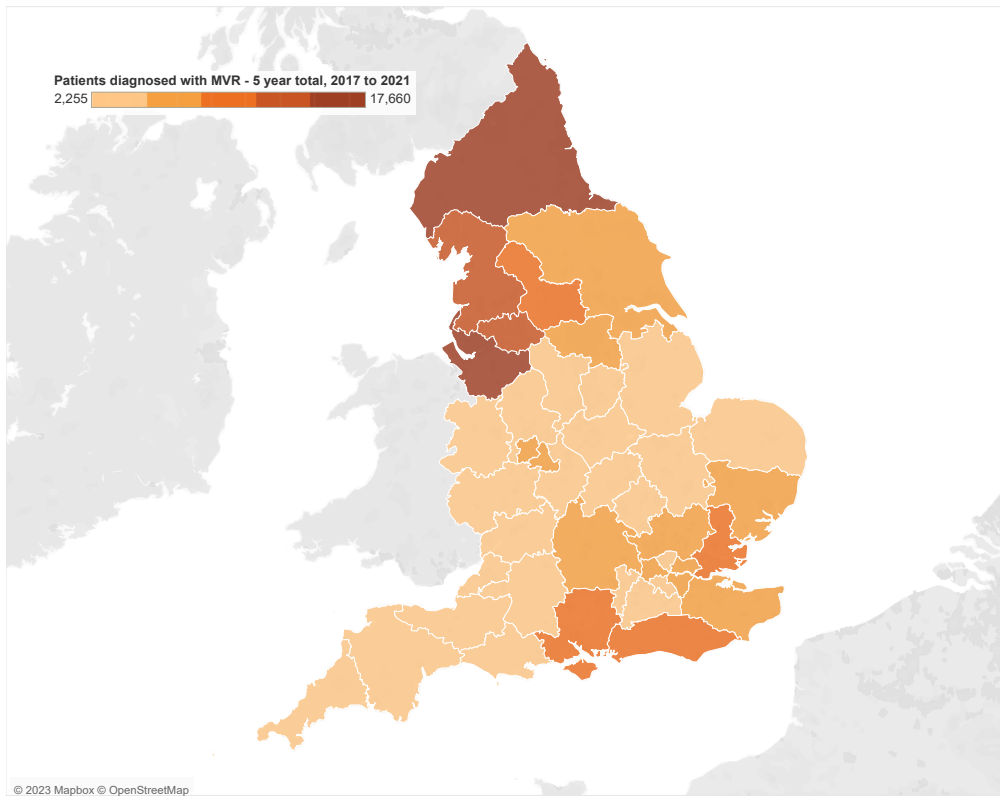 Patients diagnosed with MVR - 5 year total, 2017 to 2021
2,255 17,660
© 2023 Mapbox © OpenStreetMap